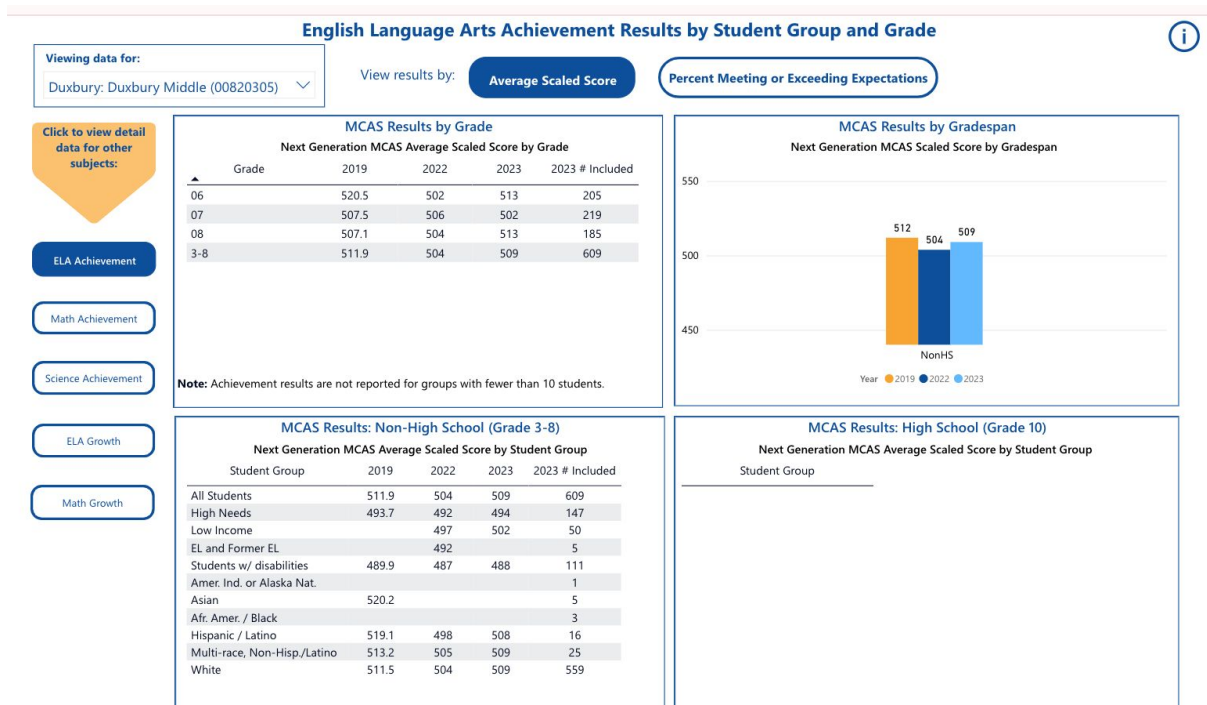 English Language Arts Achievement Results by Student Group and Grade
i
Viewing data for:
Duxbury: Duxbury Middle (00820305)
View results by:
Average Scaled Score
Percent Meeting or Exceeding Expectations
Click to view detail
data for other
subjects:
ELA Achievement
Math Achievement
Science Achievement
ELA Growth
Math Growth
MCAS Results by Grade
Next Generation MCAS Average Scaled Score by Grade
Grade 2019 2022 2023 2023 # Included
06 520.5 502 513 205
07 507.5 506 502 219
08 507.1 504 513 185
3-8 511.9 504 509 609
Note: Achievement results are not reported for groups with fewer than 10 students.
MCAS Results by Gradespan
Next Generation MCAS Scaled Score by Gradespan
550
500
450
512 504 509
NonHS
Year 2019 2022 2023
MCAS Results: Non-High School (Grade 3-8)
Next Generation MCAS Average Scaled Score by Student Group
Student Group 2019 2022 2023 2023 # Included
All Students 511.9 504 509 609
High Needs 493.7 492 494 147
Low Income 497 502 50
EL and Former EL 492 5
Students w/ disabilities 489.9 487 488 111
Amer. Ind. or Alaska Nat. 1
Asian 520.2 5
Afr. Amer. / Black 3
Hispanic / Latino 519.1 498 508 16
Multi-race, Non-Hisp./Latino 513.2 505 509 25
White 511.5 504 509 559
MCAS Results: High School (Grade 10)
Next Generation MCAS Average Scaled Score by Student Group
Student Group